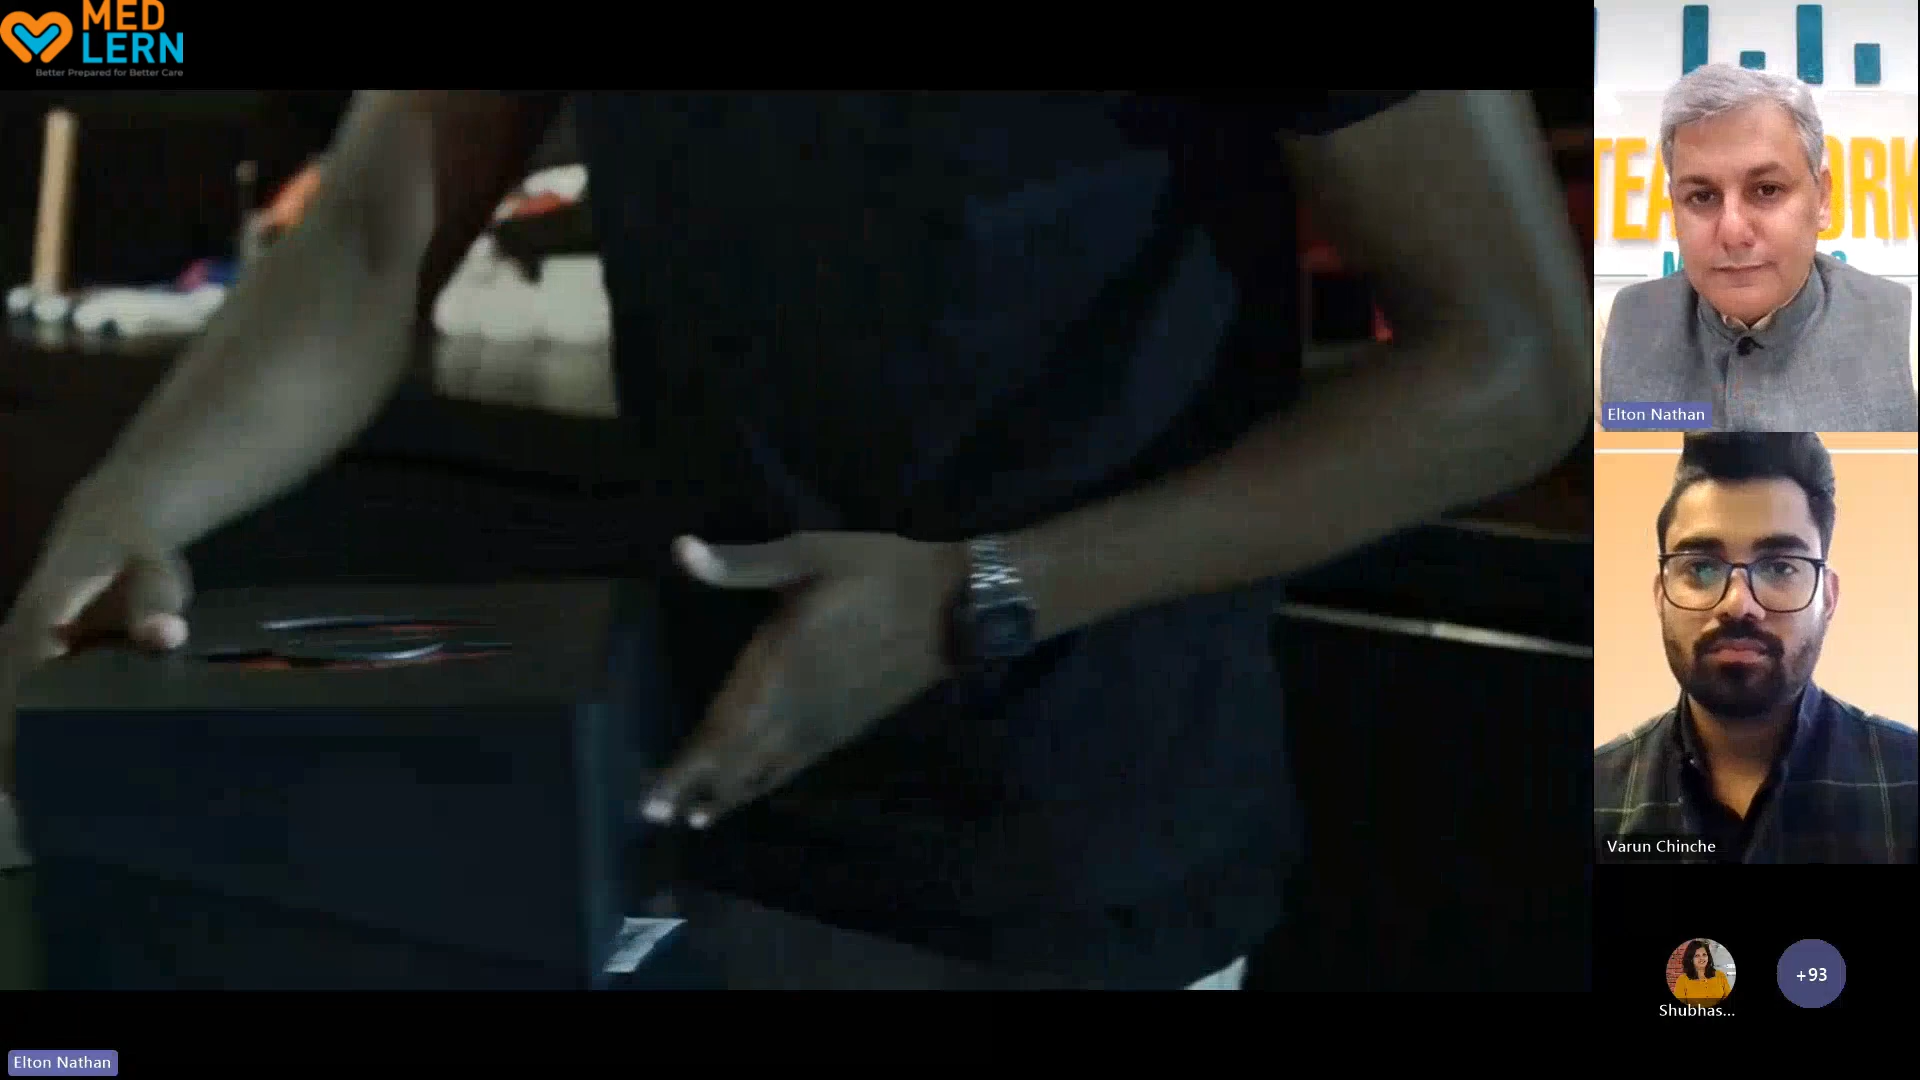 MED
LERN
Better Prepared for Better Care
Elton Nathan
Varun Chinche
Shubhas...
+93
Elton Nathan